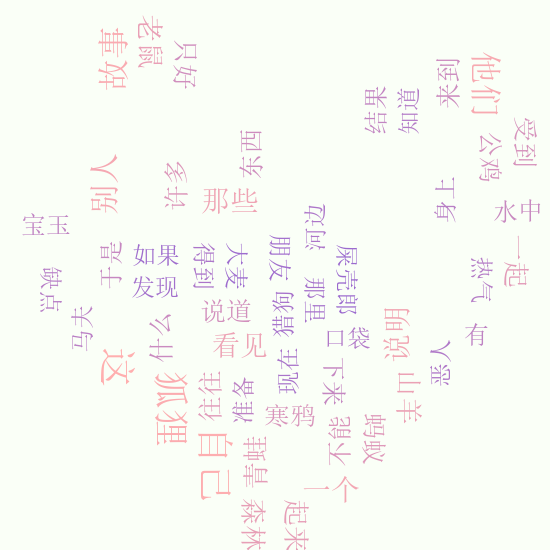 老鼠
故事
只好
他们
来到
结果
知道
受到
公鸡
东西
别人
许多
那些
身上
水中
宝玉
河边
于是
如果
得到
大麦
朋友
屎壳郎
一起
热气
缺点
发现
那里
猎狗
说道
马夫
什么
看见
口袋
说明
有
恶人
这
现在
下来
狐狸
往往
准备
寒鸦
山羊
自己
青蛙
不能
蚂蚁
一个
森林
起来